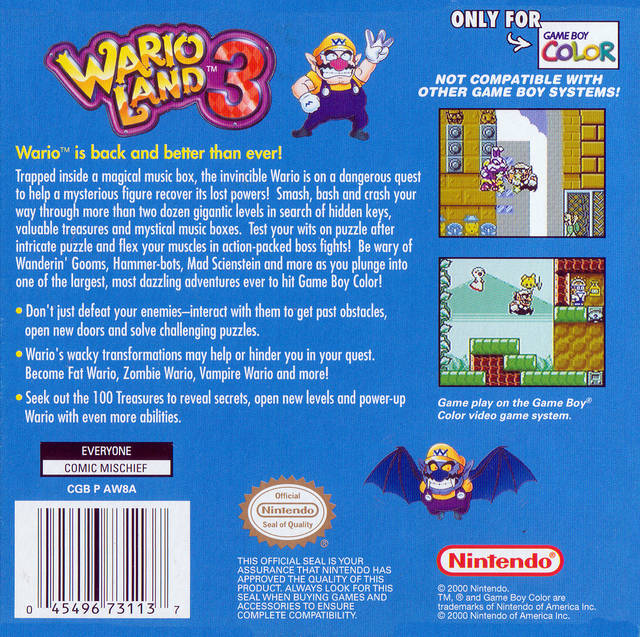 WARIO
LAND™ 3
ONLY FOR
GAME BOY
COLOR
NOT COMPATIBLE WITH
OTHER GAME BOY SYSTEMS!
Wario™ is back and better than ever!
Trapped inside a magical music box, the invincible Wario is on a dangerous quest
to help a mysterious figure recover its lost powers! Smash, bash and crash your
way through more than two dozen gigantic levels in search of hidden keys,
valuable treasures and mystical music boxes. Test your wits on puzzle after
intricate puzzle and flex your muscles in action-packed boss fights! Be wary of
Wanderin' Gooms, Hammer-bots, Mad Scienstein and more as you plunge into
one of the largest, most dazzling adventures ever to hit Game Boy Color!
• Don't just defeat your enemies–interact with them to get past obstacles,
open new doors and solve challenging puzzles.
• Wario's wacky transformations may help or hinder you in your quest.
Become Fat Wario, Zombie Wario, Vampire Wario and more!
• Seek out the 100 Treasures to reveal secrets, open new levels and power-up
Wario with even more abilities.
Game play on the Game Boy®
Color video game system.
EVERYONE
COMIC MISCHIEF
CGB P AW8A
0 45496 73113 7
Official
Nintendo
Seal of Quality
®
THIS OFFICIAL SEAL IS YOUR
ASSURANCE THAT NINTENDO HAS
APPROVED THE QUALITY OF THIS
PRODUCT. ALWAYS LOOK FOR THIS
SEAL WHEN BUYING GAMES AND
ACCESSORIES TO ENSURE
COMPLETE COMPATIBILITY.
W
Nintendo®
© 2000 Nintendo.
TM, ® and Game Boy Color are
trademarks of Nintendo of America Inc.
© 2000 Nintendo of America Inc.